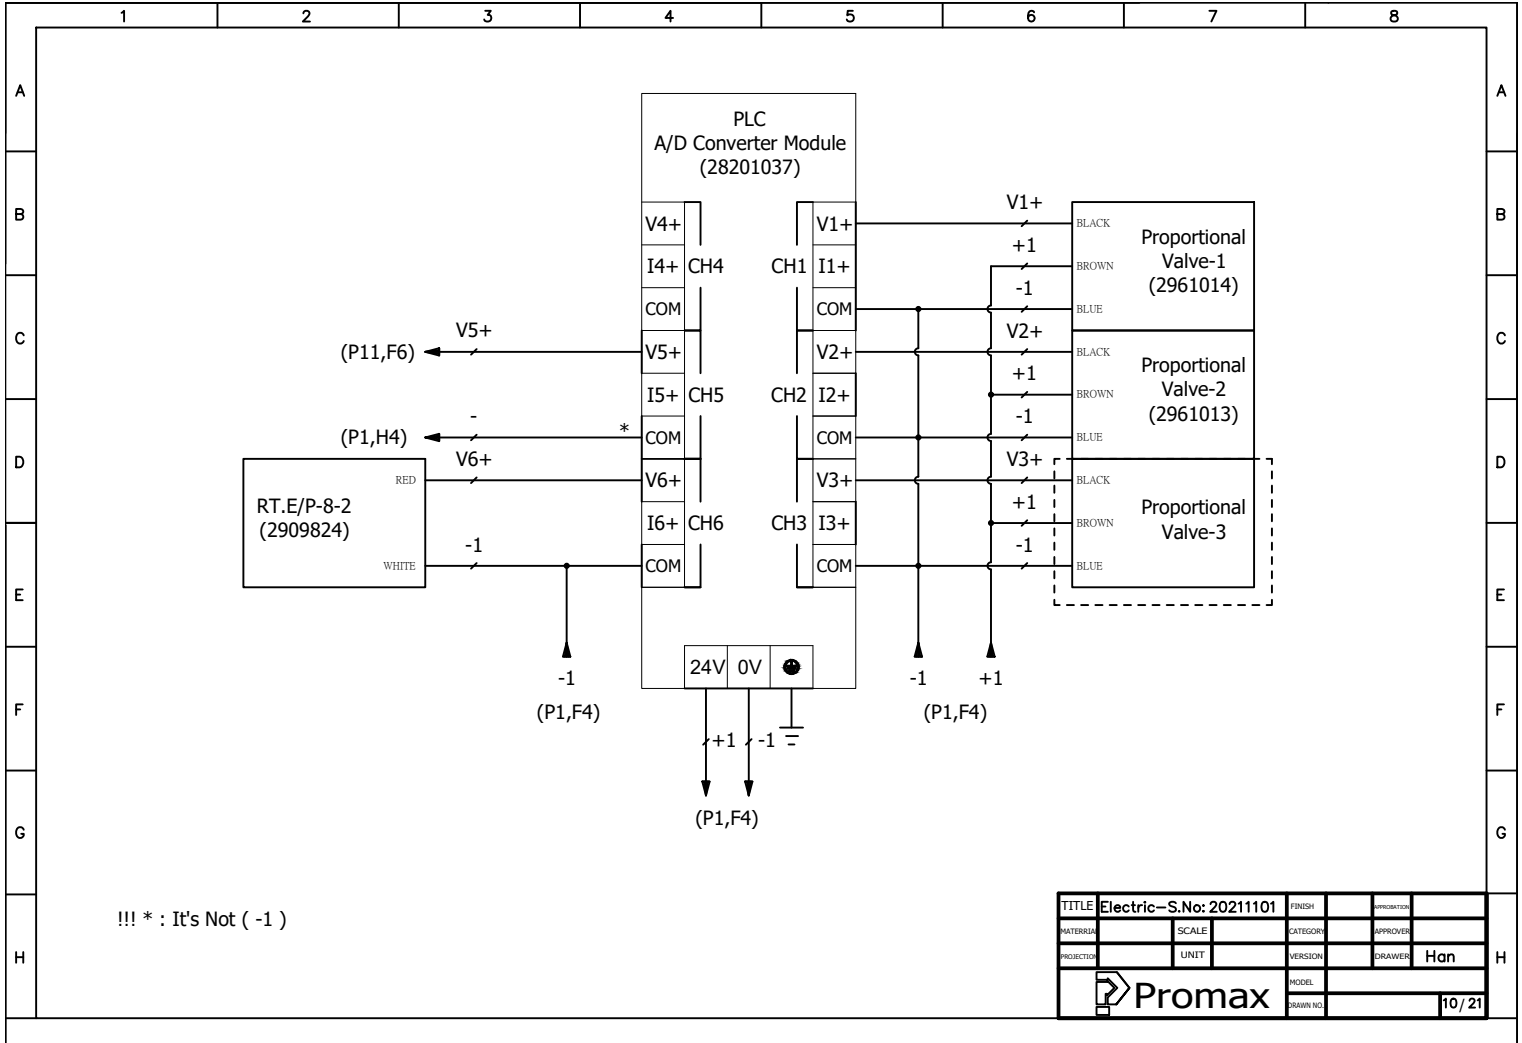 1 2 3 4 5 6 7 8
A A
PLC
A/D Converter Module
(28201037)
B B
V4+ V1+ V1+ BLACK
Proportional
Valve-1
(2961014)
I4+ CH4 CH1 I1+ +1 BROWN
COM COM -1 BLUE
C C
(P11,F6) V5+ V5+ V2+ V2+ BLACK
Proportional
Valve-2
(2961013)
I5+ CH5 CH2 I2+ +1 BROWN
(P1,H4) - * COM COM -1 BLUE
D D
RED V6+ V6+ V3+ V3+ BLACK
RT.E/P-8-2
(2909824)
Proportional
Valve-3
I6+ CH6 CH3 I3+ +1 BROWN
WHITE -1 COM COM -1 BLUE
E E
24V 0V
-1 -1 +1
(P1,F4) (P1,F4)
F F
+1 -1
(P1,F4)
G G
!!! * : It's Not ( -1 )
H H
TITLE Electric-S.No: 20211101 FINISH APPROBATION
MATERRIA SCALE CATEGORY APPROVER
PROJECTION UNIT VERSION DRAWER Han
Promax MODEL
DRAWN NO. 10/21